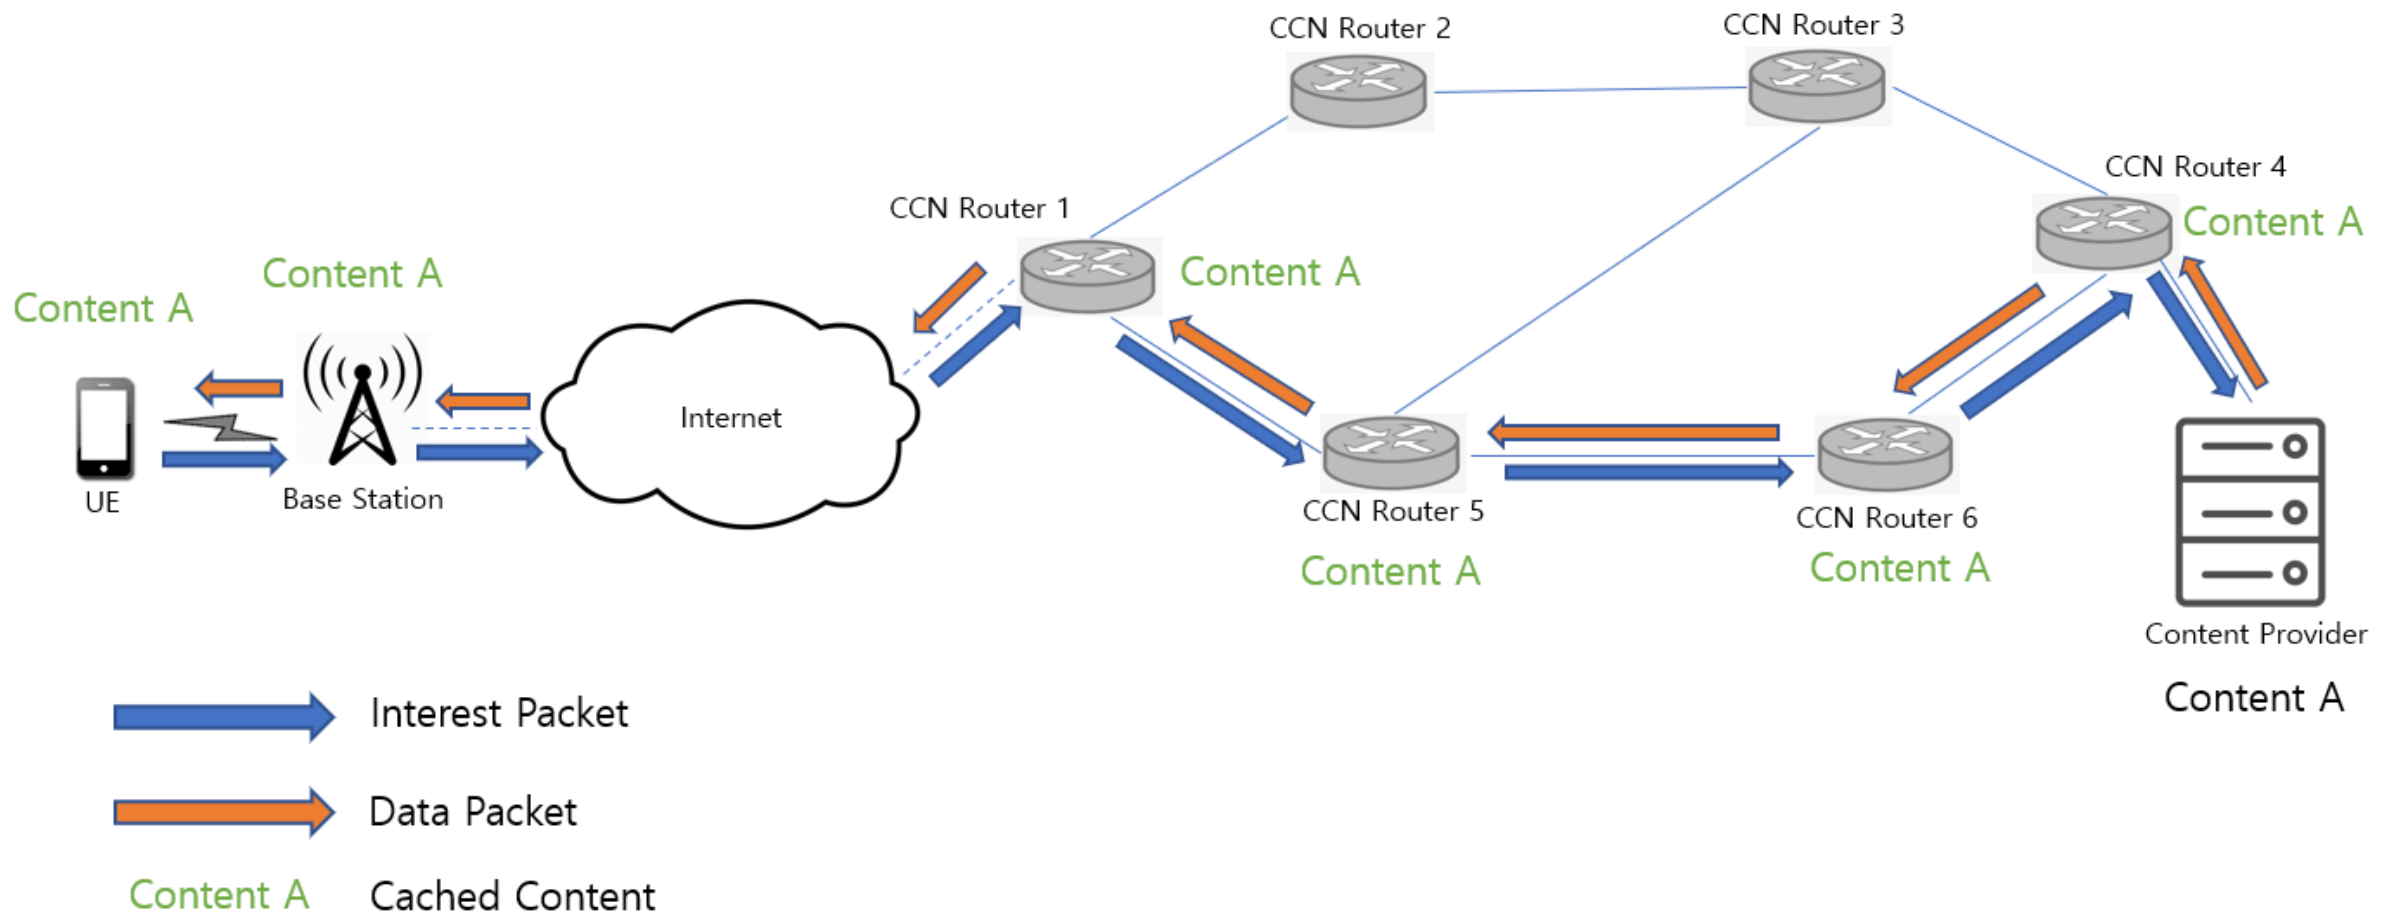 CCN Router 2
CCN Router 3
CCN Router 4
Content A
CCN Router 1
Content A
Content A
Content A
Internet
UE
Base Station
CCN Router 5
Content A
CCN Router 6
Content A
Content Provider
Content A
Interest Packet
Data Packet
Content A Cached Content